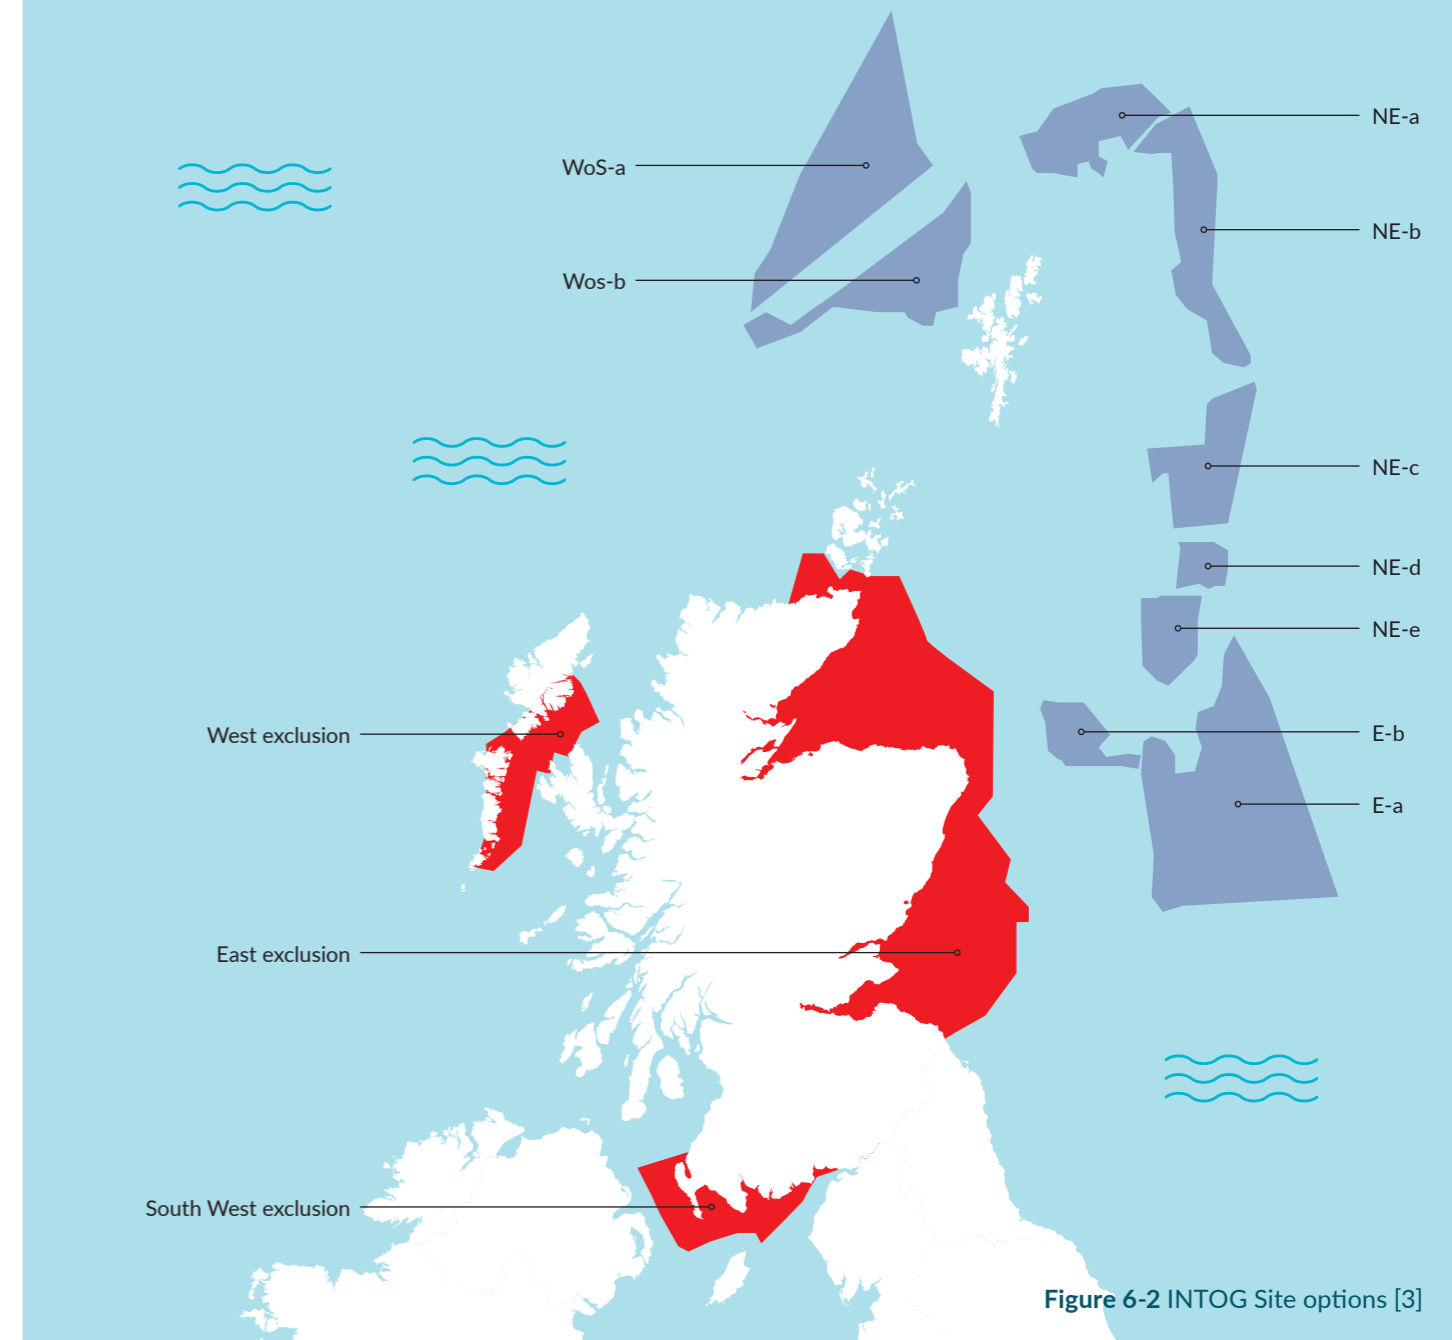 NE-a
WoS-a
NE-b
Wos-b
NE-c
NE-d
NE-e
West exclusion
E-b
E-a
East exclusion
South West exclusion
Figure 6-2 INTOG Site options [3]